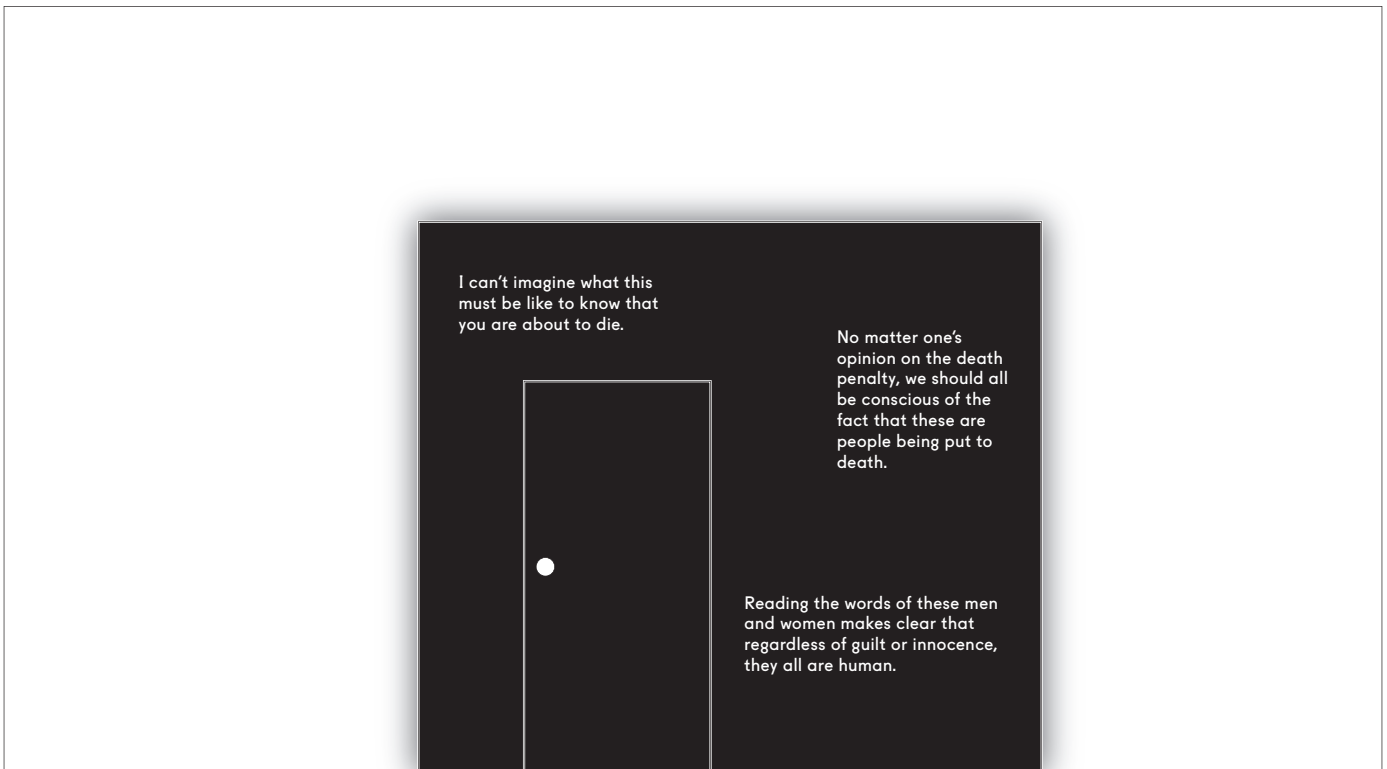 I can't imagine what this
must be like to know that
you are about to die.
No matter one's
opinion on the death
penalty, we should all
be conscious of the
fact that these are
people being put to
death.
Reading the words of these men
and women makes clear that
regardless of guilt or innocence,
they all are human.